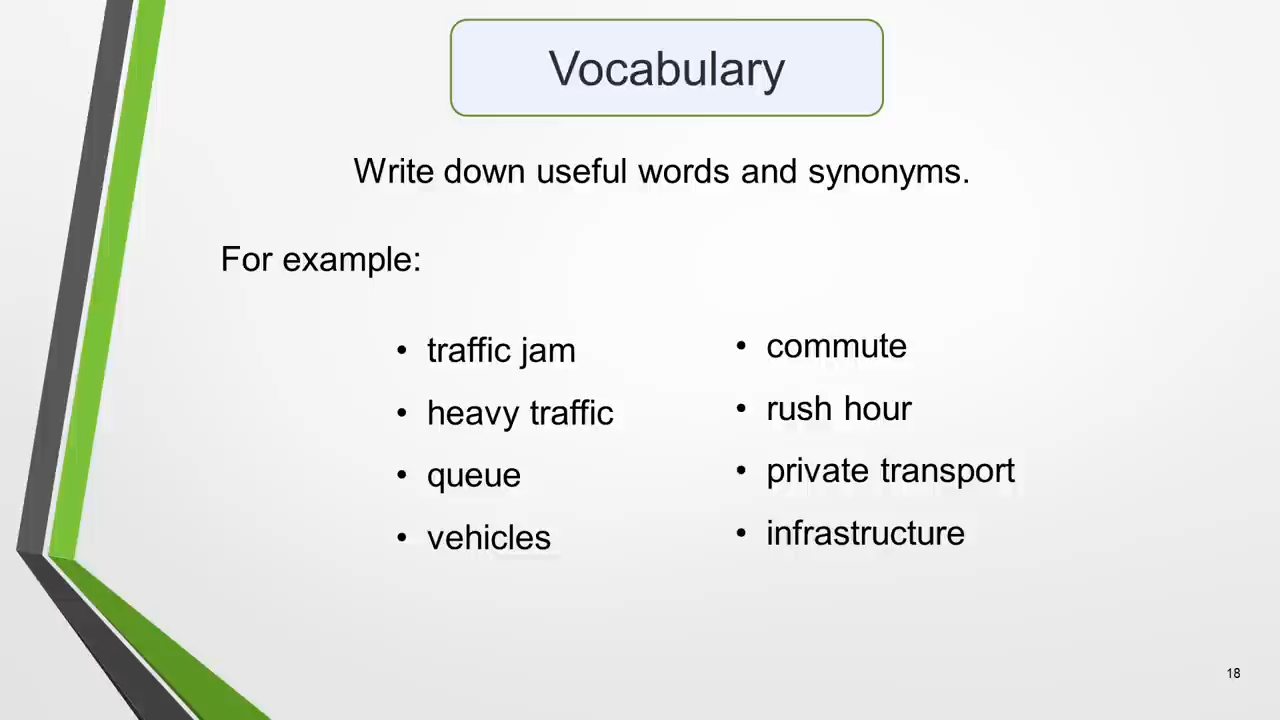 Vocabulary
Write down useful words and synonyms.
For example:
• traffic jam
• heavy traffic
• queue
• vehicles
• commute
• rush hour
• private transport
• infrastructure
18